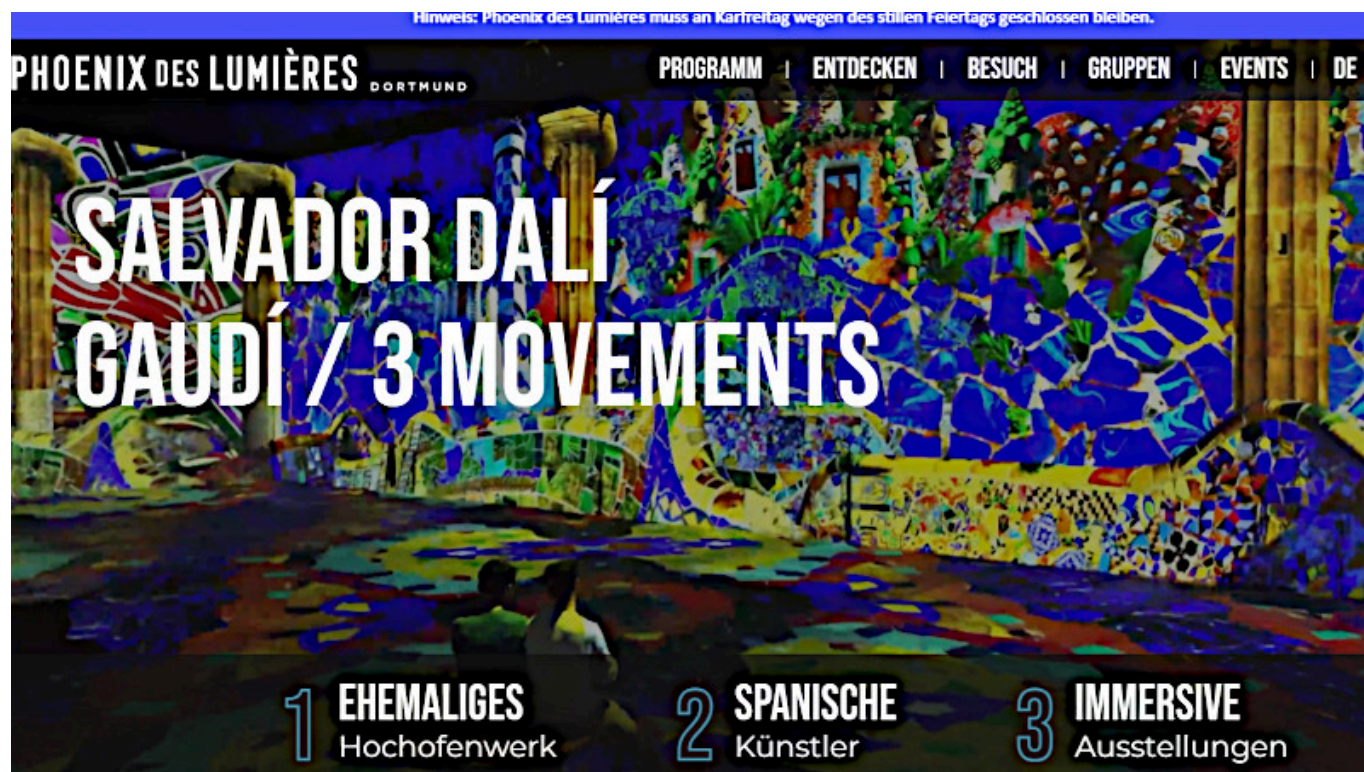 Hinweis: Phoenix des Lumières muss an Karfreitag wegen des stillen Feiertags geschlossen bleiben.
PHOENIX DES LUMIÈRES DORTMUND
PROGRAMM | ENTDECKEN | BESUCH | GRUPPEN | EVENTS | DE
SALVADOR DALÍ
GAUDÍ / 3 MOVEMENTS
1 EHEMALIGES
Hochofenwerk
2 SPANISCHE
Künstler
3 IMMERSIVE
Ausstellungen